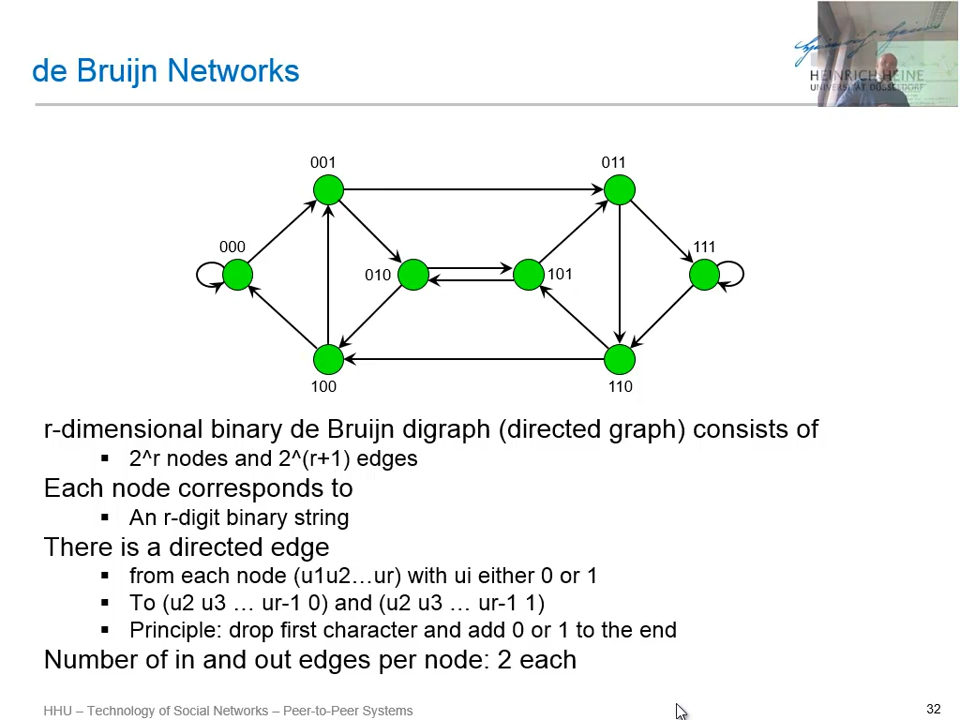 de Bruijn Networks
HEINRICH HEINE
UNIVERSITÄT DÜSSELDORF
001
011
000
111
010
101
100
110
r-dimensional binary de Bruijn digraph (directed graph) consists of
▪ 2^r nodes and 2^(r+1) edges
Each node corresponds to
▪ An r-digit binary string
There is a directed edge
▪ from each node (u1u2…ur) with ui either 0 or 1
▪ To (u2 u3 … ur-1 0) and (u2 u3 … ur-1 1)
▪ Principle: drop first character and add 0 or 1 to the end
Number of in and out edges per node: 2 each
HHU – Technology of Social Networks – Peer-to-Peer Systems
32